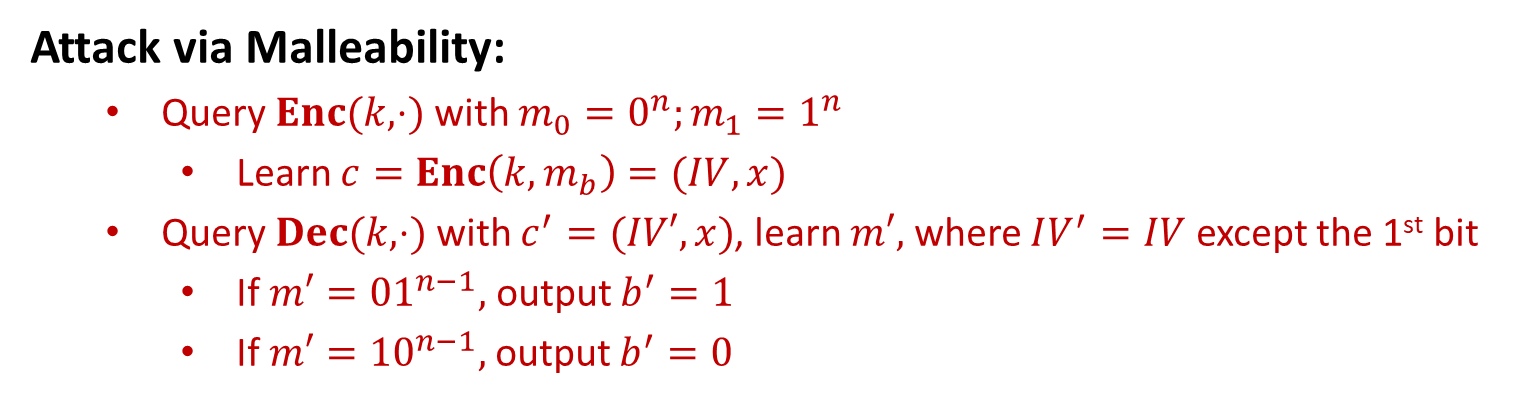 Attack via Malleability:
• Query Enc(k,·) with m₀ = 0ⁿ; m₁ = 1ⁿ
• Learn c = Enc(k, m_b) = (IV, x)
• Query Dec(k,·) with c′ = (IV′, x), learn m′, where IV′ = IV except the 1ˢᵗ bit
• If m′ = 01ⁿ⁻¹, output b′ = 1
• If m′ = 10ⁿ⁻¹, output b′ = 0